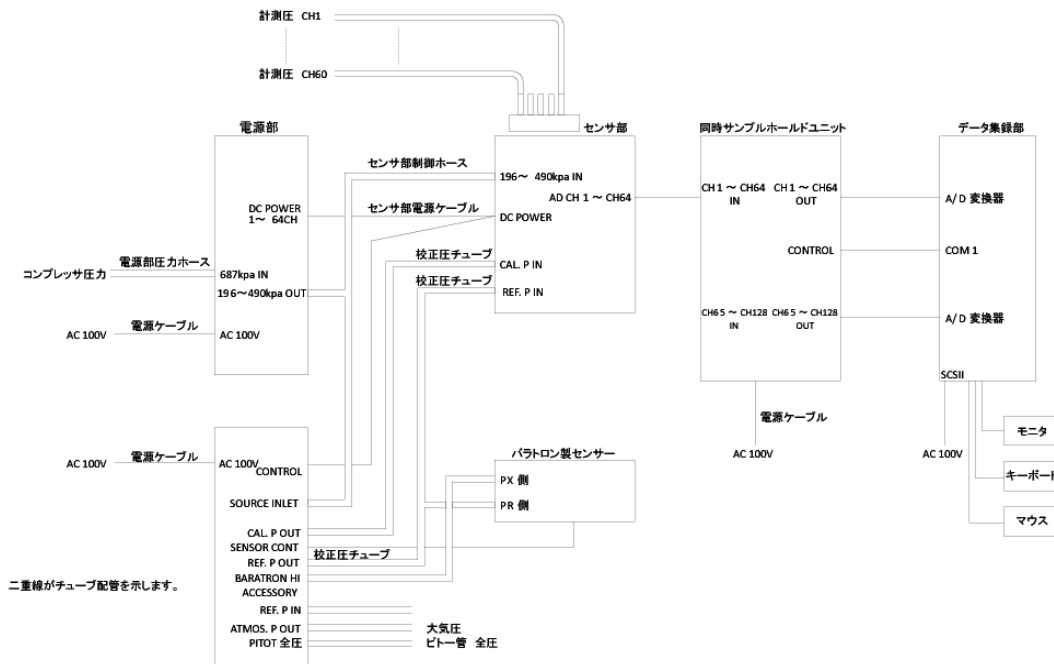 計測圧 CH1
計測圧 CH60
電源部
センサ部
同時サンプルホールドユニット
データ集録部
センサ部制御ホース
196～ 490kpa IN
AD CH 1 ～ CH64
CH 1 ～ CH64
IN
CH 1 ～ CH64
OUT
A/D 変換器
DC POWER
1～ 64CH
センサ部電源ケーブル
DC POWER
CONTROL
COM 1
校正圧チューブ
CAL. P IN
電源部圧力ホース
コンプレッサ圧力
687kpa IN
校正圧チューブ
REF. P IN
196～490kpa OUT
CH65 ～ CH128
IN
CH65 ～ CH128
OUT
A/D 変換器
電源ケーブル
AC 100V
AC 100V
SCSII
電源ケーブル
AC 100V
AC 100V
モニタ
キーボード
マウス
電源ケーブル
AC 100V
AC 100V
CONTROL
バラトロン製センサー
PX 側
PR 側
SOURCE INLET
CAL. P OUT
SENSOR CONT
校正圧チューブ
REF. P OUT
BARATRON HI
ACCESSORY
二重線がチューブ配管を示します。
REF. P IN
ATMOS. P OUT
大気圧
PITOT 全圧
ピトー管 全圧